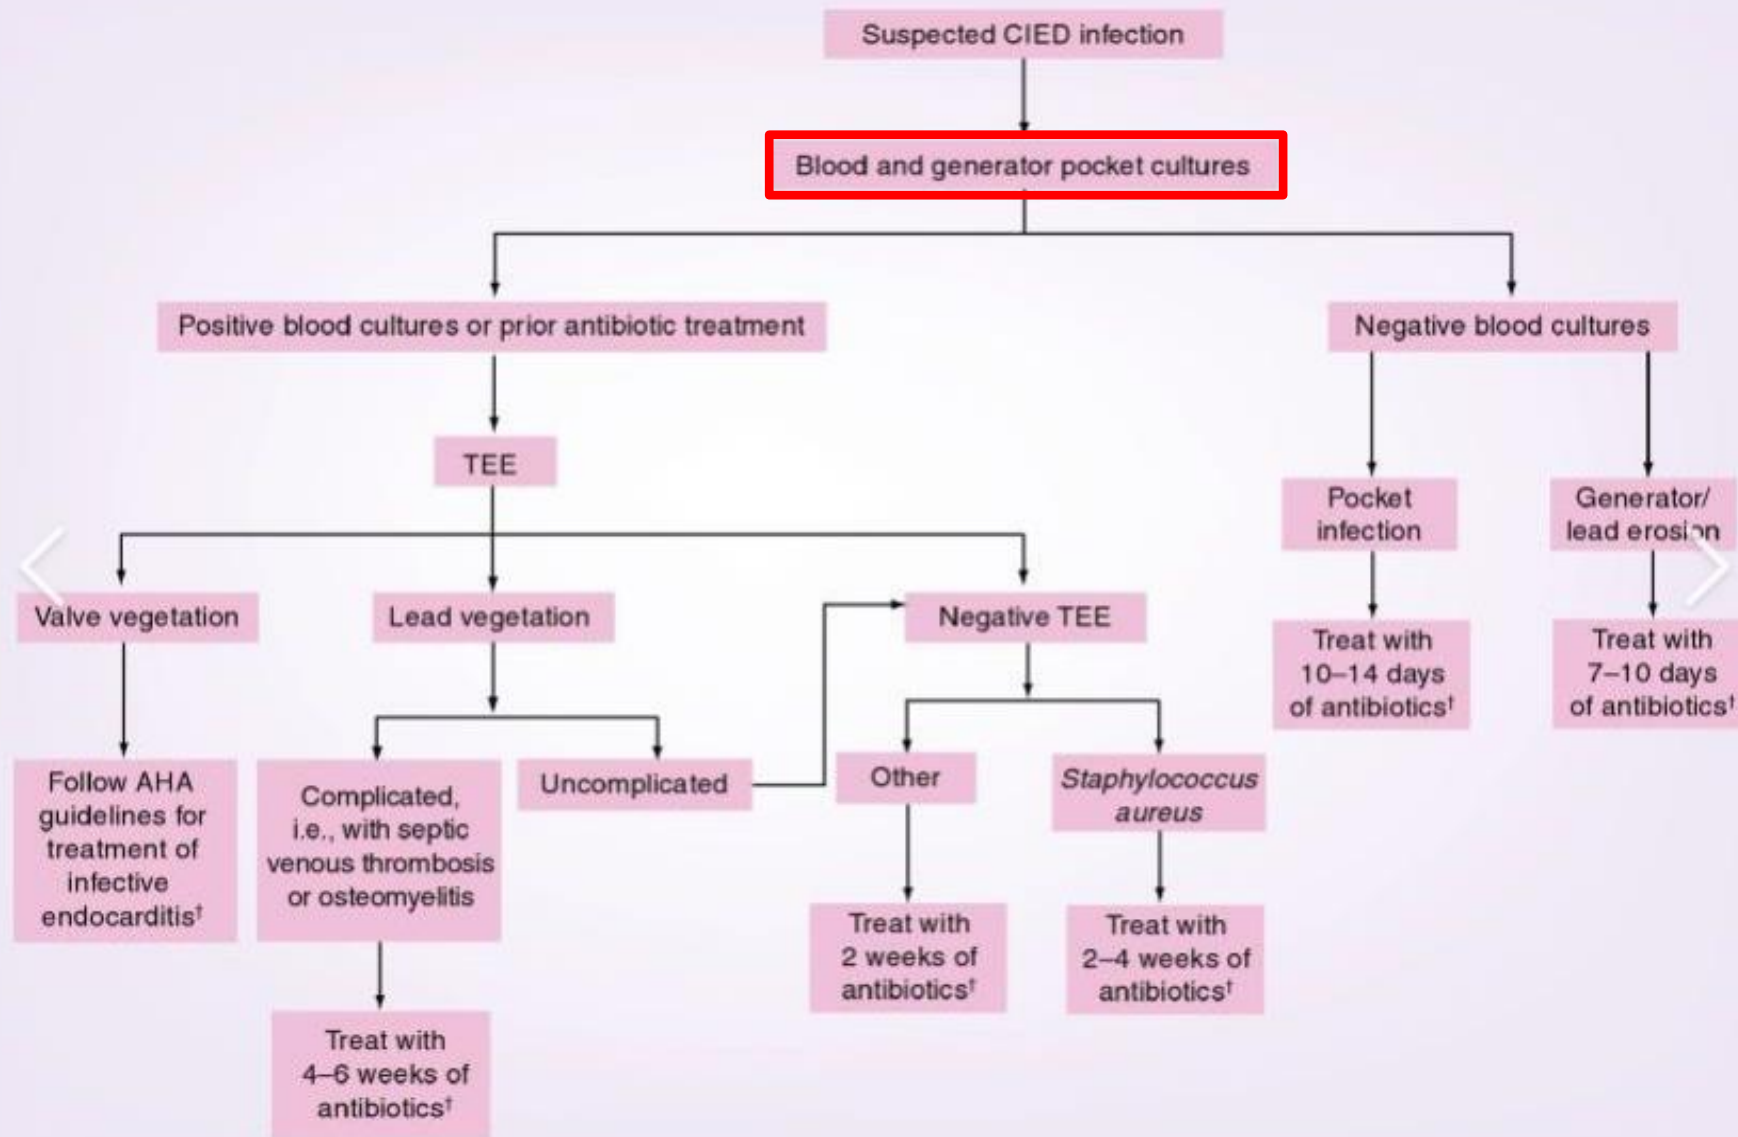 Suspected CIED infection
Blood and generator pocket cultures
Positive blood cultures or prior antibiotic treatment
Negative blood cultures
TEE
Pocket
infection
Generator/
lead erosion
Valve vegetation
Lead vegetation
Negative TEE
Treat with
10–14 days
of antibiotics†
Treat with
7–10 days
of antibiotics†
Follow AHA
guidelines for
treatment of
infective
endocarditis†
Complicated,
i.e., with septic
venous thrombosis
or osteomyelitis
Uncomplicated
Other
Staphylococcus
aureus
Treat with
2 weeks of
antibiotics†
Treat with
2–4 weeks of
antibiotics†
Treat with
4–6 weeks of
antibiotics†